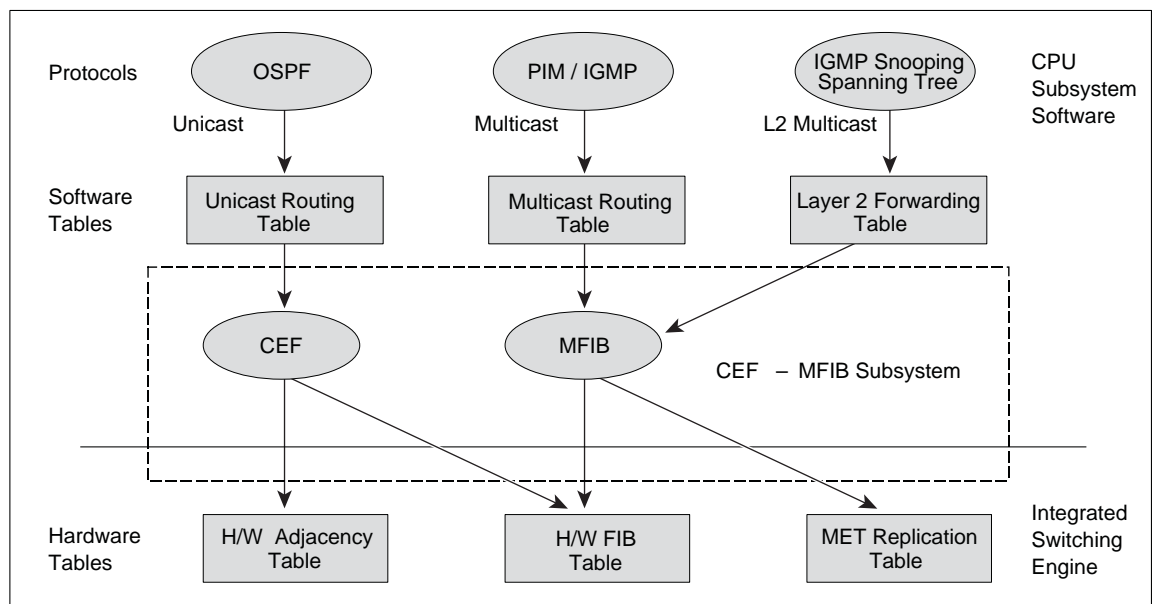 Protocols
OSPF
PIM / IGMP
IGMP Snooping
Spanning Tree
CPU
Subsystem
Software
Unicast
Multicast
L2 Multicast
Software
Tables
Unicast Routing
Table
Multicast Routing
Table
Layer 2 Forwarding
Table
CEF
MFIB
CEF – MFIB Subsystem
Hardware
Tables
H/W Adjacency
Table
H/W FIB
Table
MET Replication
Table
Integrated
Switching
Engine